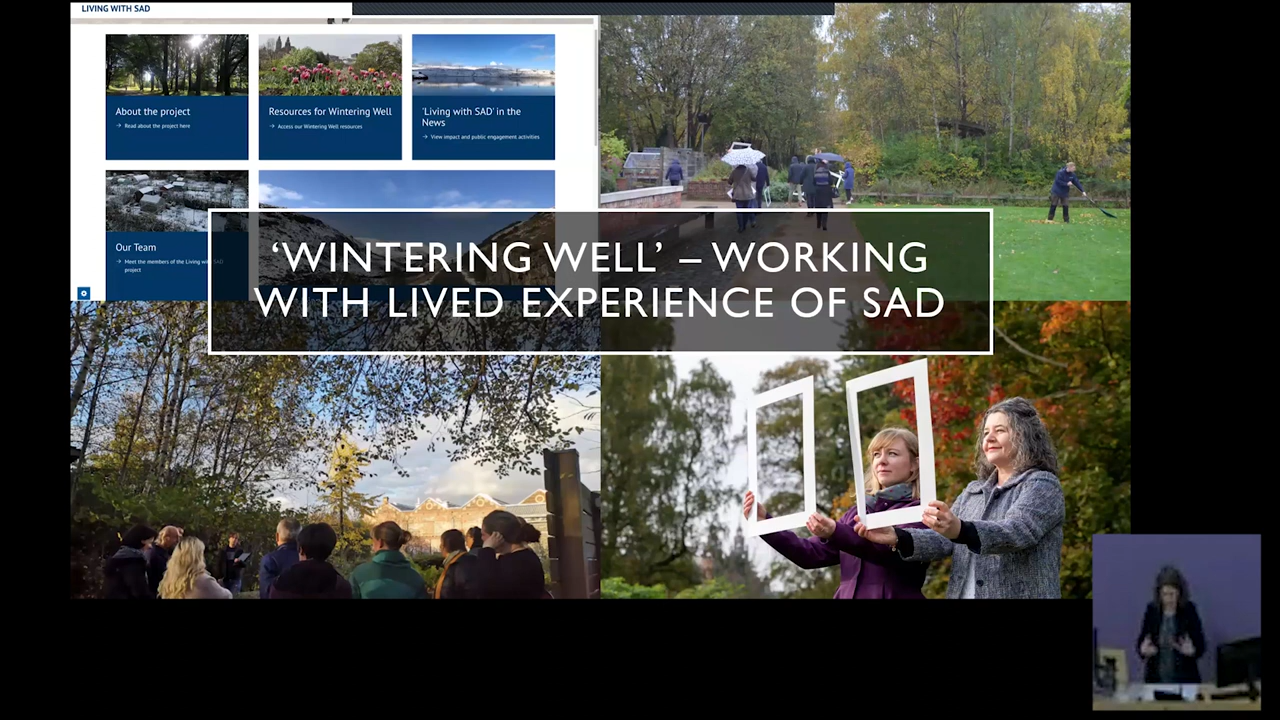 LIVING WITH SAD
About the project
→ Read about the project here
Resources for Wintering Well
→ Access our Wintering Well resources
'Living with SAD' in the
News
→ View impact and public engagement activities
Our Team
→ Meet the members of the Living with SAD
project
‘WINTERING WELL’ – WORKING
WITH LIVED EXPERIENCE OF SAD